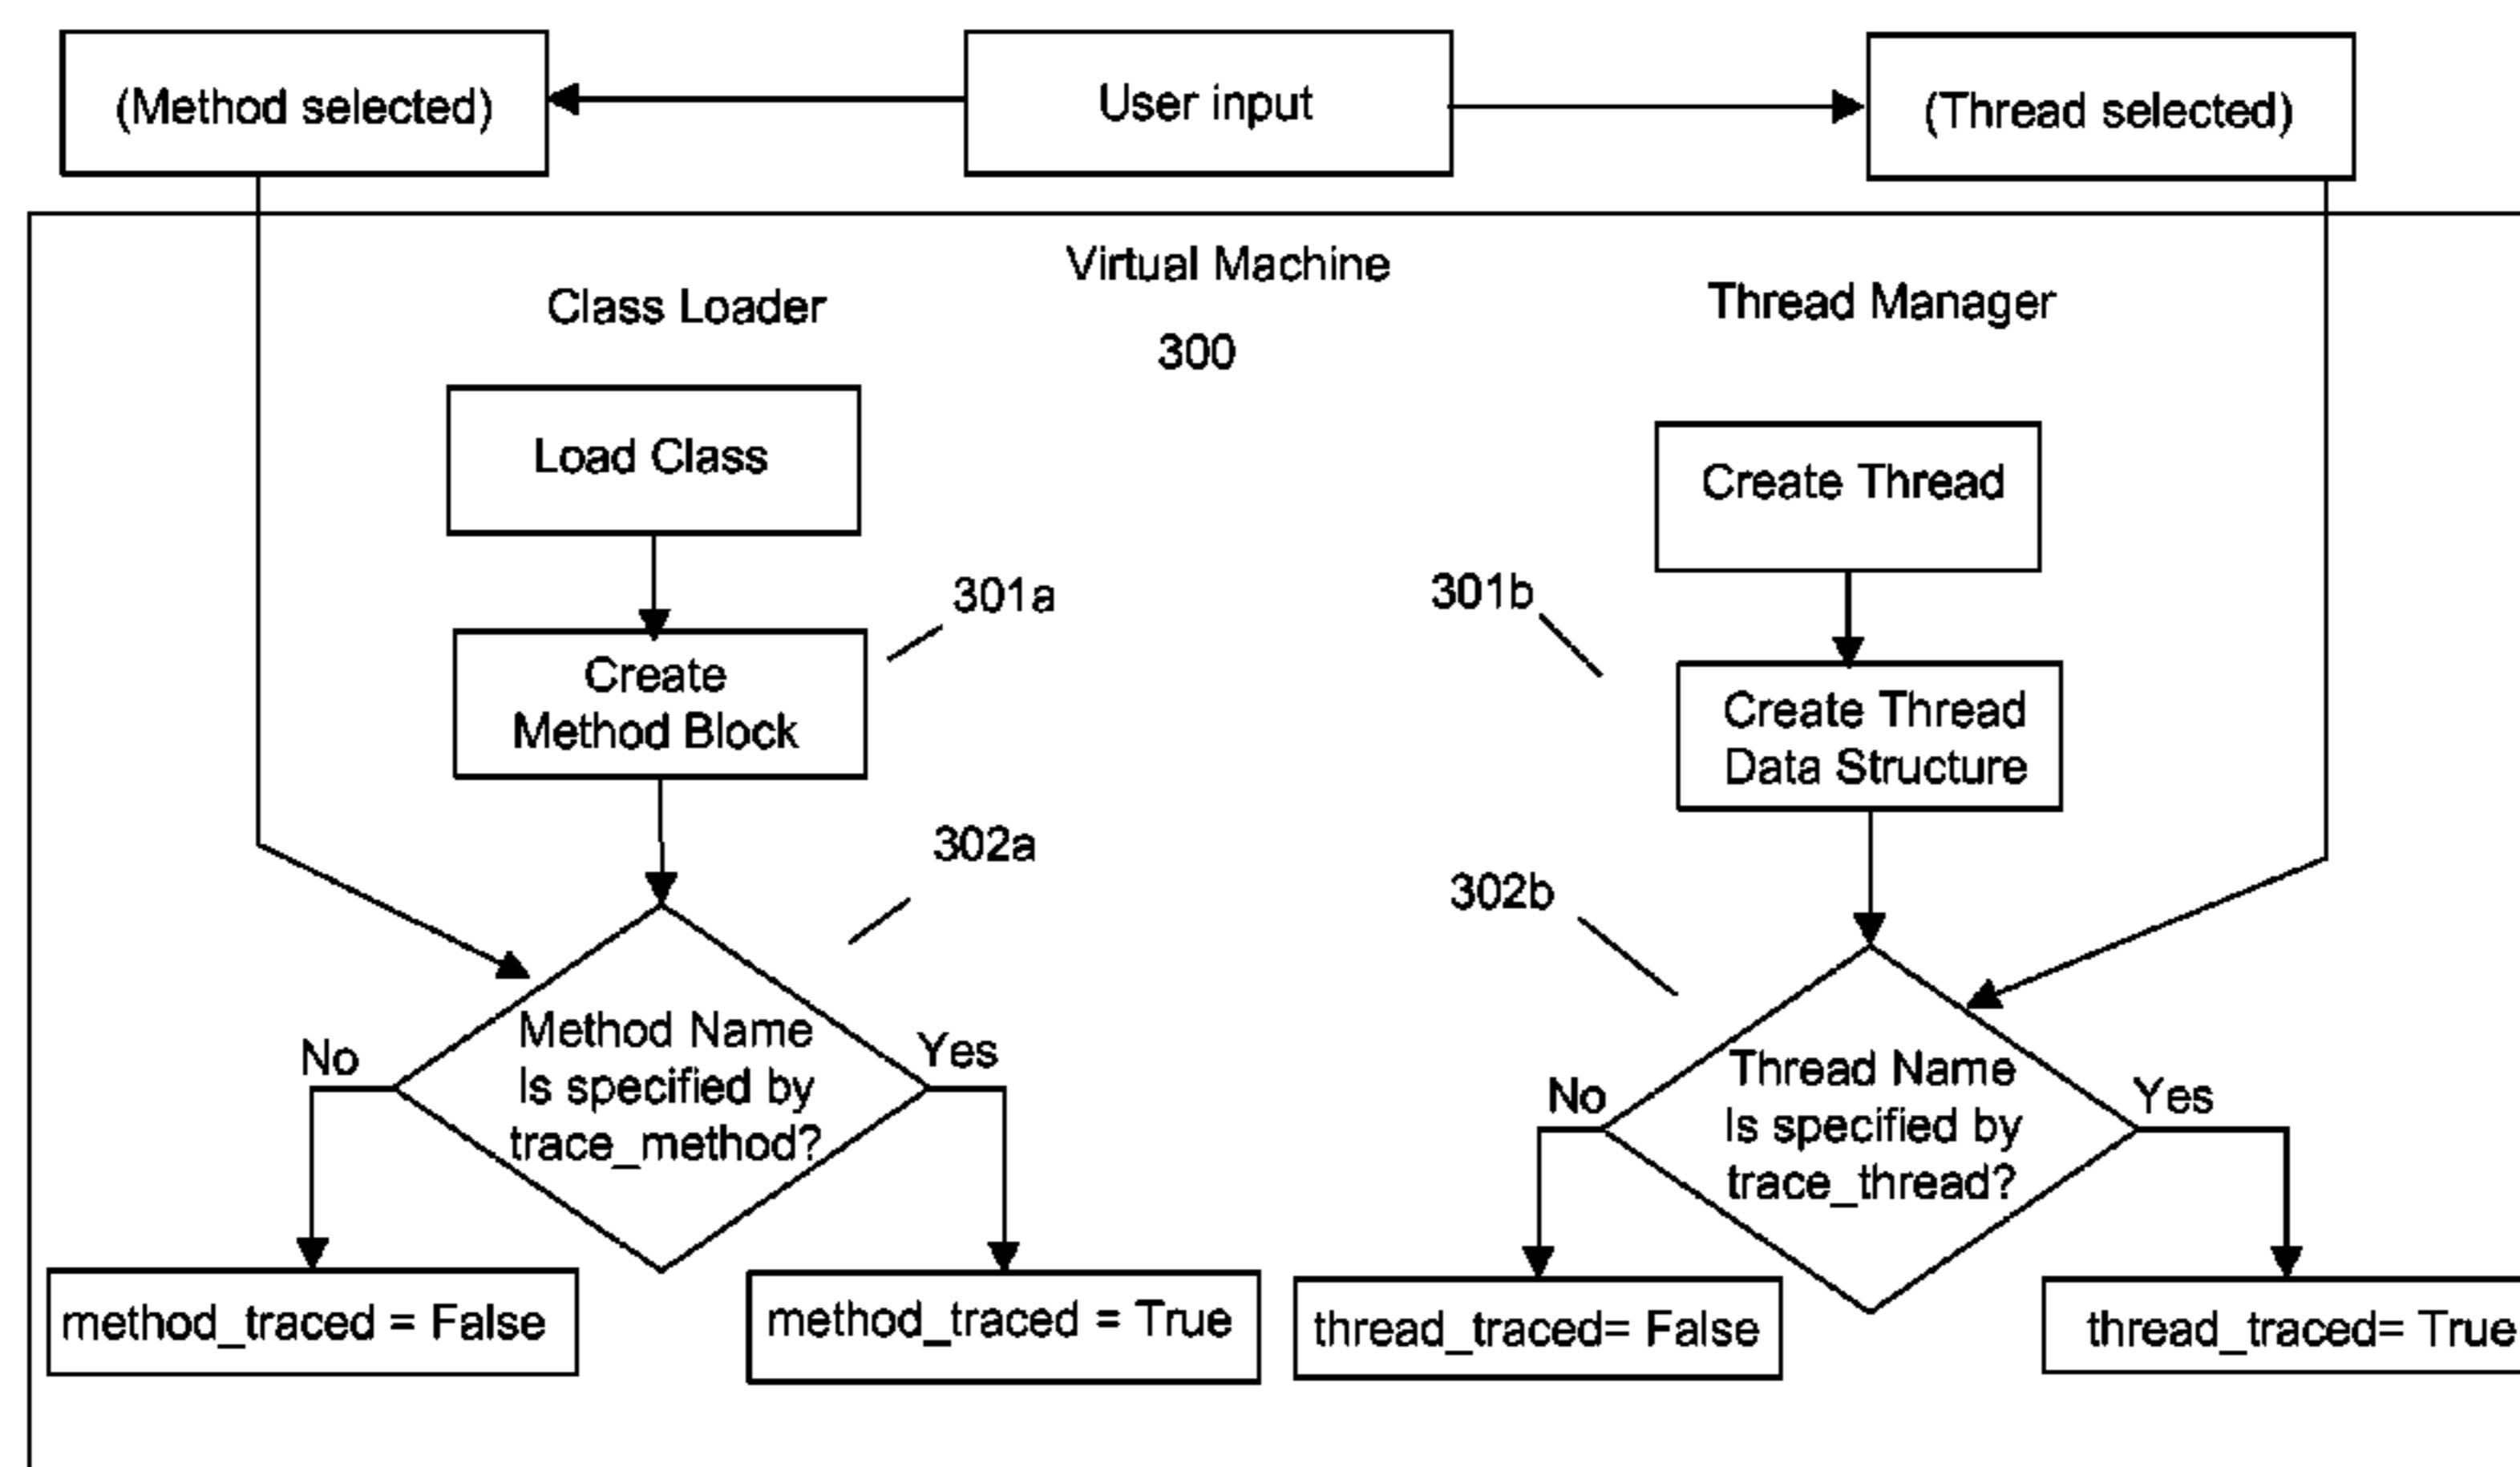 (Method selected)
User input
(Thread selected)
Virtual Machine
300
Class Loader
Thread Manager
Load Class
Create Thread
301a
301b
Create
Method Block
Create Thread
Data Structure
302a
302b
Method Name
Is specified by
trace_method?
No
Yes
Thread Name
Is specified by
trace_thread?
No
Yes
method_traced = False
method_traced = True
thread_traced= False
thread_traced= True